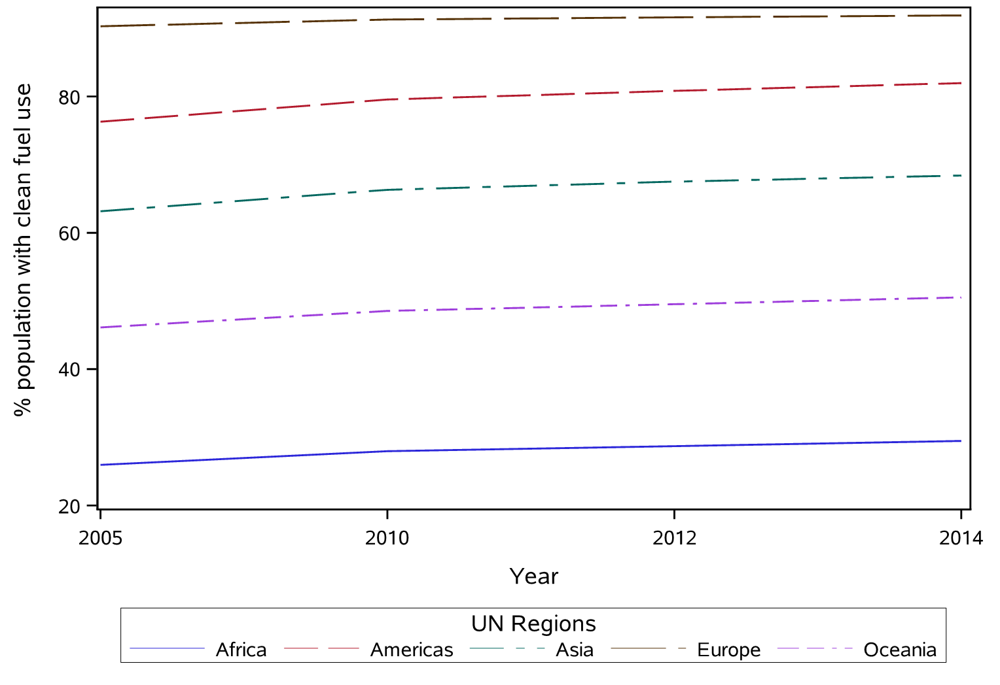 % population with clean fuel use
80
60
40
20
2005 2010 2012 2014
Year
UN Regions
Africa Americas Asia Europe Oceania